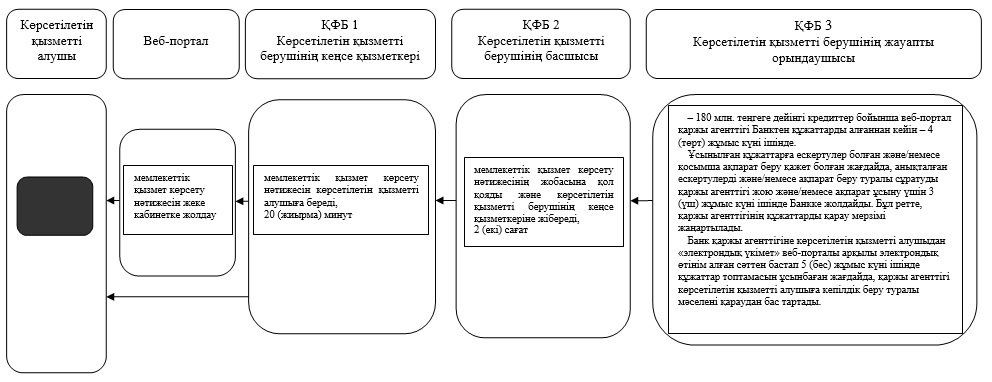 Көрсетілетін
қызметті
алушы
Веб-портал
ҚФБ 1
Көрсетілетін қызметті
берушінің кеңсе қызметкері
ҚФБ 2
Көрсетілетін қызметті
берушінің басшысы
ҚФБ 3
Көрсетілетін қызметті берушінің жауапты
орындаушысы
мемлекеттік
қызмет көрсету
нәтижесін жеке
кабинетке жолдау
мемлекеттік қызмет көрсету
нәтижесін көрсетілетін қызметті
алушыға береді,
20 (жиырма) минут
мемлекеттік қызмет көрсету
нәтижесінің жобасына қол
қояды және көрсетілетін
қызметті берушінің кеңсе
қызметкеріне жібереді,
2 (екі) сағат
– 180 млн. теңгеге дейінгі кредиттер бойынша веб-портал
қаржы агенттігі Банктен құжаттарды алғаннан кейін – 4
(төрт) жұмыс күні ішінде.
Ұсынылған құжаттарға ескертулер болған және/немесе
қосымша ақпарат беру қажет болған жағдайда, анықталған
ескертулерді және/немесе ақпарат беру туралы сұратуды
қаржы агенттігі жою және/немесе ақпарат ұсыну үшін 3
(үш) жұмыс күні ішінде Банкке жолдайды. Бұл ретте,
қаржы агенттігінің құжаттарды қарау мерзімі
жаңартылады.
Банк қаржы агенттігіне көрсетілетін қызметті алушыдан
«электрондық үкімет» веб-порталы арқылы электрондық
өтінім алған сәттен бастап 5 (бес) жұмыс күні ішінде
құжаттар топтамасын ұсынбаған жағдайда, қаржы агенттігі
көрсетілетін қызметті алушыға кепілдік беру туралы
мәселені қараудан бас тартады.